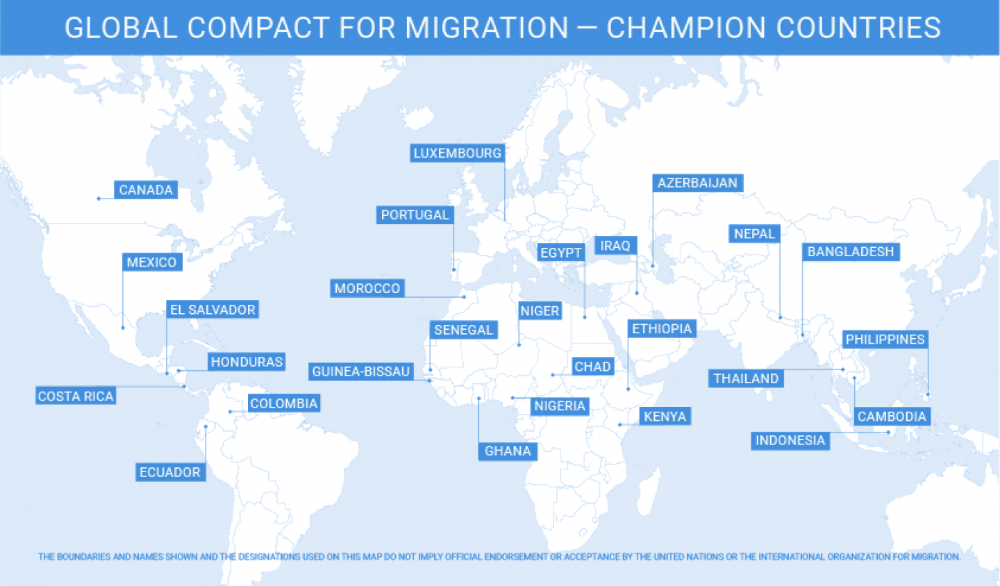 GLOBAL COMPACT FOR MIGRATION — CHAMPION COUNTRIES
LUXEMBOURG
AZERBAIJAN
CANADA
PORTUGAL
NEPAL
IRAQ
EGYPT
BANGLADESH
MEXICO
MOROCCO
EL SALVADOR
NIGER
SENEGAL
ETHIOPIA
PHILIPPINES
HONDURAS
CHAD
GUINEA-BISSAU
THAILAND
COSTA RICA
COLOMBIA
NIGERIA
KENYA
CAMBODIA
INDONESIA
GHANA
ECUADOR
THE BOUNDARIES AND NAMES SHOWN AND THE DESIGNATIONS USED ON THIS MAP DO NOT IMPLY OFFICIAL ENDORSEMENT OR ACCEPTANCE BY THE UNITED NATIONS OR THE INTERNATIONAL ORGANIZATION FOR MIGRATION.